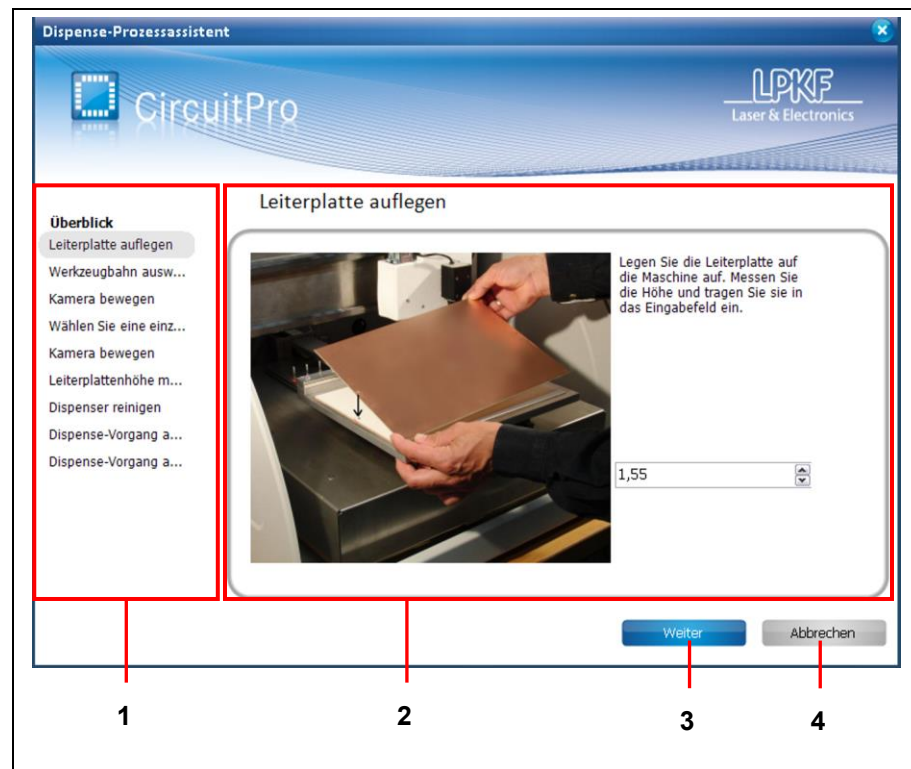 Dispense-Prozessassistent
CircuitPro
LPKF
Laser & Electronics
Überblick
Leiterplatte auflegen
Werkzeugbahn ausw...
Kamera bewegen
Wählen Sie eine einz...
Kamera bewegen
Leiterplattenhöhe m...
Dispenser reinigen
Dispense-Vorgang a...
Dispense-Vorgang a...
Leiterplatte auflegen
Legen Sie die Leiterplatte auf
die Maschine auf. Messen Sie
die Höhe und tragen Sie sie in
das Eingabefeld ein.
1,55
Weiter
Abbrechen
1
2
3
4